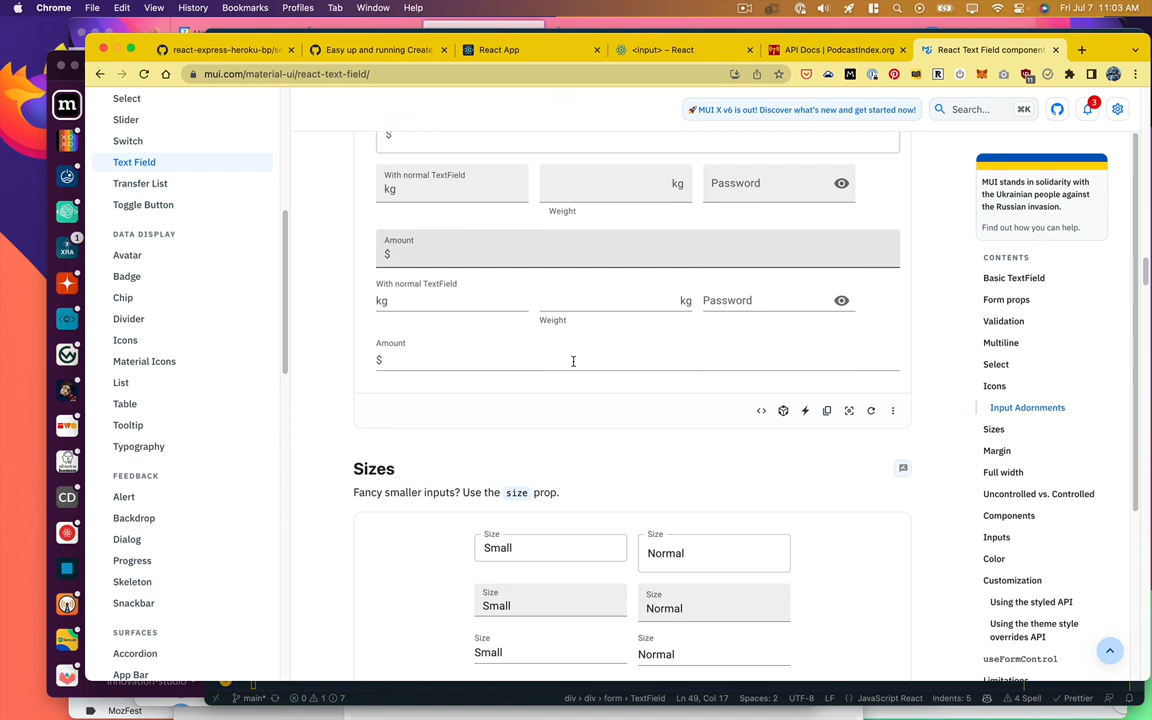 Chrome File Edit View History Bookmarks Profiles Tab Window Help Fri Jul 7 11:03 AM
react-express-heroku-bp/se Easy up and running Create React App <input> – React API Docs | PodcastIndex.org React Text Field component
mui.com/material-ui/react-text-field/
Select
Slider
Switch
Text Field
Transfer List
Toggle Button
DATA DISPLAY
Avatar
Badge
Chip
Divider
Icons
Material Icons
List
Table
Tooltip
Typography
FEEDBACK
Alert
Backdrop
Dialog
Progress
Skeleton
Snackbar
SURFACES
Accordion
App Bar
🚀 MUI X v6 is out! Discover what's new and get started now!
Search... ⌘K
3
$
With normal TextField
kg kg Password
Weight
Amount
$
With normal TextField
kg kg Password
Weight
Amount
$
Sizes
Fancy smaller inputs? Use the size prop.
Size Size
Small Normal
Size Size
Small Normal
Size Size
Small Normal
MUI stands in solidarity with
the Ukrainian people against
the Russian invasion.
Find out how you can help.
CONTENTS
Basic TextField
Form props
Validation
Multiline
Select
Icons
Input Adornments
Sizes
Margin
Full width
Uncontrolled vs. Controlled
Components
Inputs
Color
Customization
Using the styled API
Using the theme style
overrides API
useFormControl
main* 0 1 7 div › div › form › TextField Ln 49, Col 17 Spaces: 2 UTF-8 LF JavaScript React Indents: 5 4 Spell Prettier
MozFest